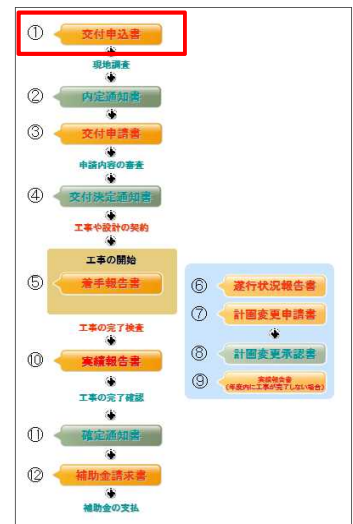 ① 交付申込書
現地調査
② 内定通知書
③ 交付申請書
申請内容の審査
④ 交付決定通知書
工事や設計の契約
工事の開始
⑤ 着手報告書
⑥ 遂行状況報告書
⑦ 計画変更申請書
⑧ 計画変更承認書
⑨ 実績報告書
(年度内に工事が完了しない場合)
工事の完了検査
⑩ 実績報告書
工事の完了確認
⑪ 確定通知書
⑫ 補助金請求書
補助金の支払